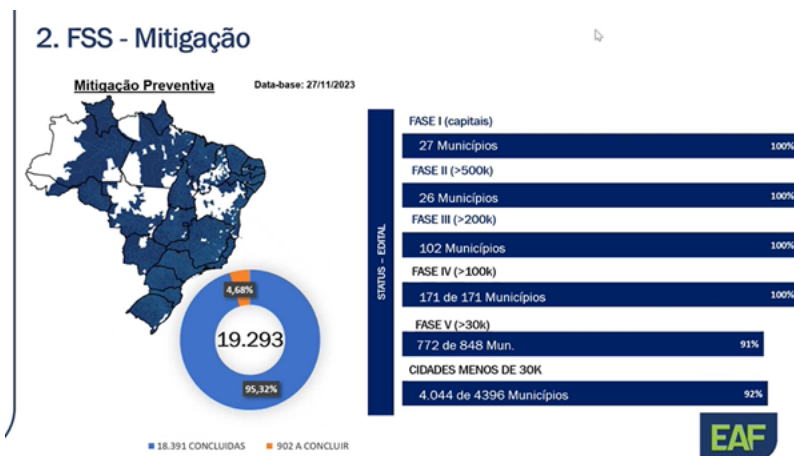 2. FSS - Mitigação
Mitigação Preventiva
Data-base: 27/11/2023
4,68%
19.293
95,32%
18.391 CONCLUIDAS
902 A CONCLUIR
STATUS – EDITAL
FASE I (capitais)
27 Municípios 100%
FASE II (>500k)
26 Municípios 100%
FASE III (>200k)
102 Municípios 100%
FASE IV (>100k)
171 de 171 Municípios 100%
FASE V (>30k)
772 de 848 Mun. 91%
CIDADES MENOS DE 30K
4.044 de 4396 Municípios 92%
EAF